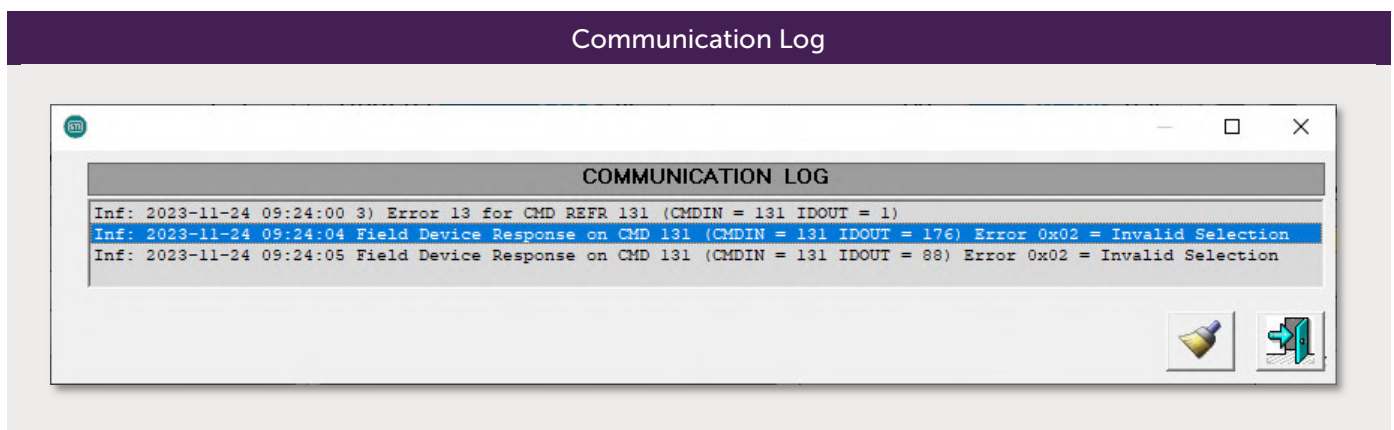 Communication Log
STI
COMMUNICATION LOG
Inf: 2023-11-24 09:24:00 3) Error 13 for CMD REFR 131 (CMDIN = 131 IDOUT = 1)
Inf: 2023-11-24 09:24:04 Field Device Response on CMD 131 (CMDIN = 131 IDOUT = 176) Error 0x02 = Invalid Selection
Inf: 2023-11-24 09:24:05 Field Device Response on CMD 131 (CMDIN = 131 IDOUT = 88) Error 0x02 = Invalid Selection